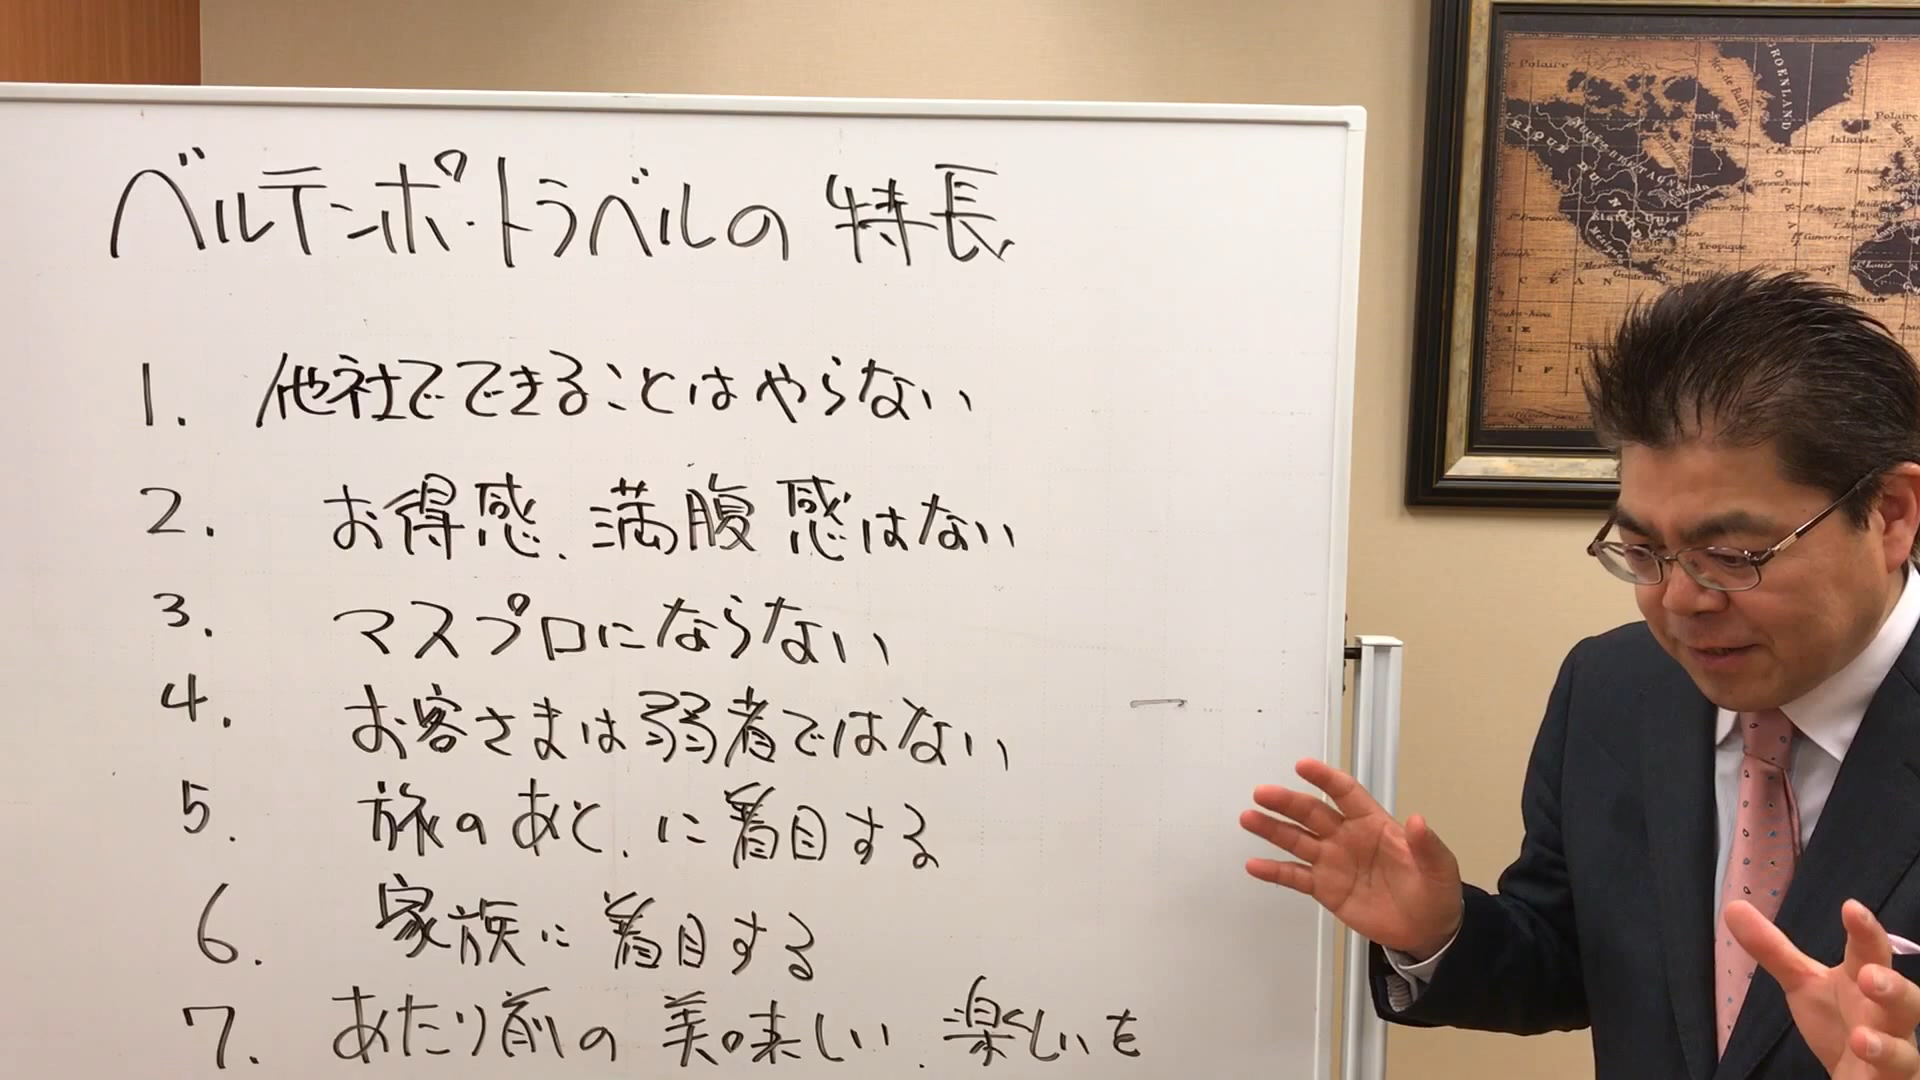 ベルテンポ・トラベルの特長
1. 他社でできることはやらない
2. お得感、満腹感はない
3. マスプロにならない
4. お客さまは弱者ではない
5. 旅のあと、に着目する
6. 家族に着目する
7. あたり前の美味しい、楽しいを
GROENLAND
Islande
Canada
Tropique